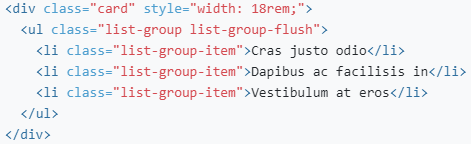 <div class="card" style="width: 18rem;">
  <ul class="list-group list-group-flush">
    <li class="list-group-item">Cras justo odio</li>
    <li class="list-group-item">Dapibus ac facilisis in</li>
    <li class="list-group-item">Vestibulum at eros</li>
  </ul>
</div>